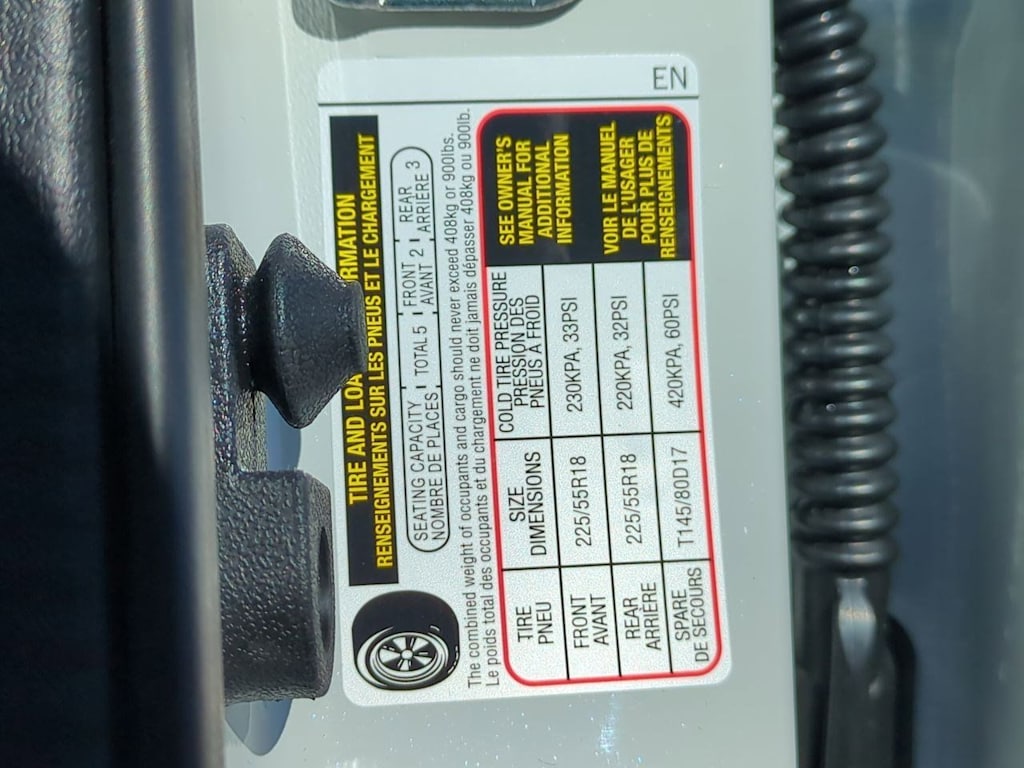 EN
TIRE AND LOA RMATION
RENSEIGNEMENTS SUR LES PNEUS ET LE CHARGEMENT
SEATING CAPACITY
NOMBRE DE PLACES
TOTAL 5
FRONT
AVANT 2
REAR
ARRIÈRE 3
The combined weight of occupants and cargo should never exceed 408kg or 900lbs.
Le poids total des occupants et du chargement ne doit jamais dépasser 408kg ou 900lb.
TIRE
PNEU
SIZE
DIMENSIONS
COLD TIRE PRESSURE
PRESSION DES
PNEUS A FROID
SEE OWNER'S
MANUAL FOR
ADDITIONAL
INFORMATION
VOIR LE MANUEL
DE L'USAGER
POUR PLUS DE
RENSEIGNEMENTS
FRONT
AVANT
225/55R18
230KPA, 33PSI
REAR
ARRIÈRE
225/55R18
220KPA, 32PSI
SPARE
DE SECOURS
T145/80D17
420KPA, 60PSI